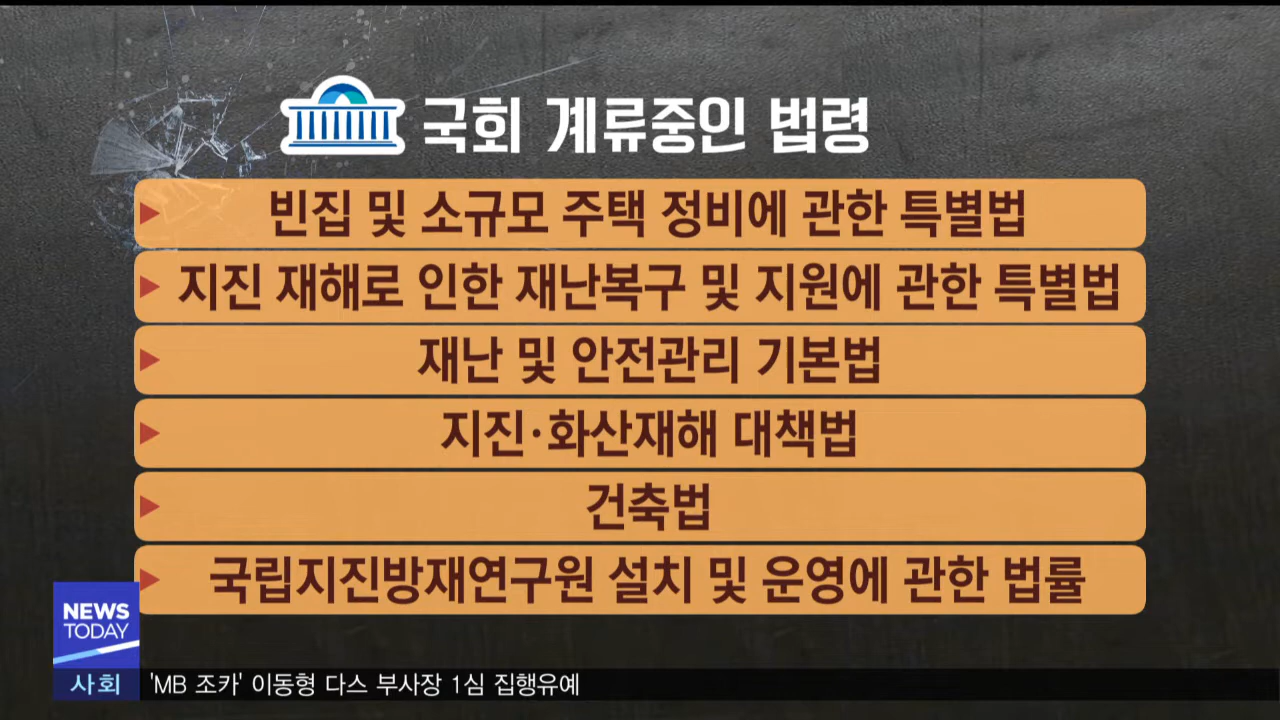 국회 계류중인 법령
빈집 및 소규모 주택 정비에 관한 특별법
지진 재해로 인한 재난복구 및 지원에 관한 특별법
재난 및 안전관리 기본법
지진·화산재해 대책법
건축법
국립지진방재연구원 설치 및 운영에 관한 법률
NEWS
TODAY
사회 'MB 조카' 이동형 다스 부사장 1심 집행유예